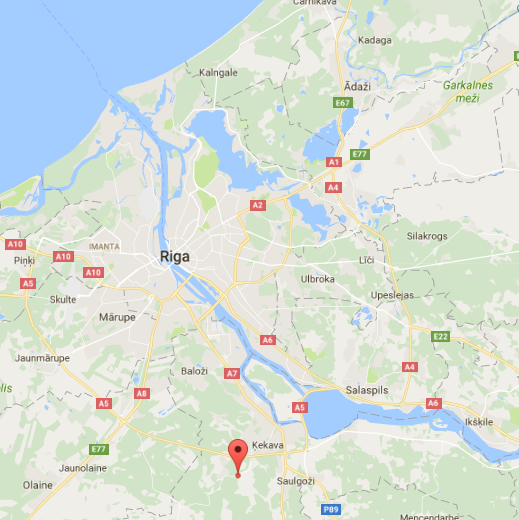 Carnikava
Kadaga
Kalngale
Ādaži
Garkalnes
meži
E67
E77
A1
A4
A2
Silakrogs
A10
IMANTA
Piņķi
A10
Riga
Līči
A10
Ulbroka
A5
Skulte
Upeslejas
Mārupe
E22
A6
Jaunmārupe
A4
Baloži
A7
Salaspils
A8
A5
A5
A6
Ikšķile
Ķekava
E77
Jaunolaine
Olaine
Saulgoži
P89
Mencendarbe